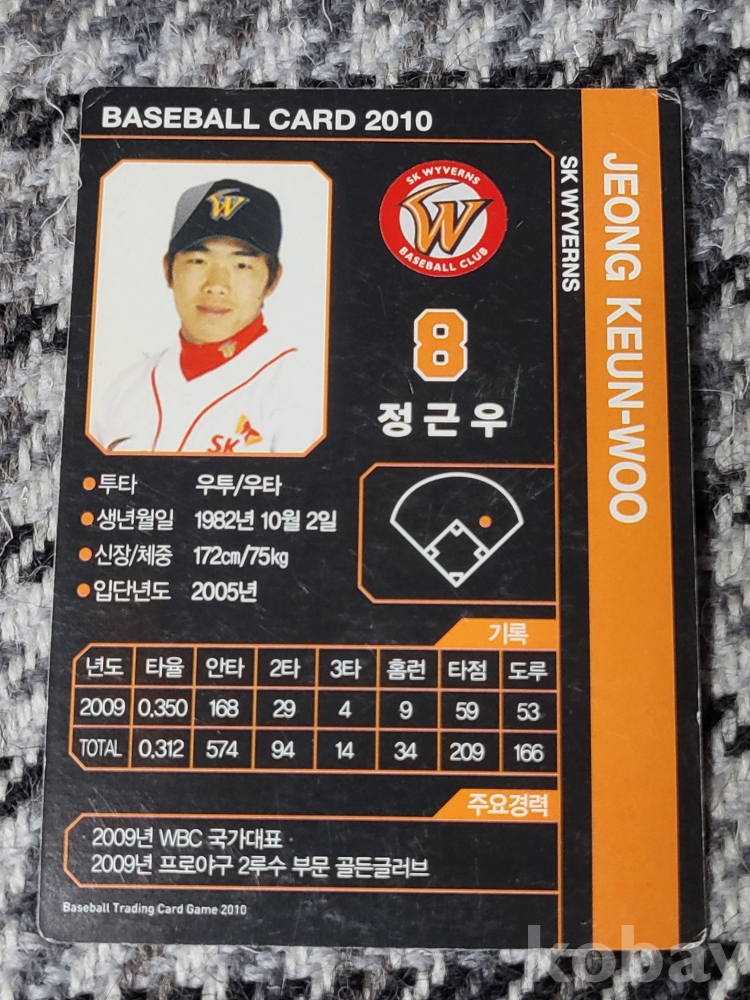 BASEBALL CARD 2010
JEONG KEUN-WOO
SK WYVERNS
SK WYVERNS
W
BASEBALL CLUB
W
SK
8
정근우
투타 우투/우타
생년월일 1982년 10월 2일
신장/체중 172cm/75kg
입단년도 2005년
기록
년도 타율 안타 2타 3타 홈런 타점 도루
2009 0.350 168 29 4 9 59 53
TOTAL 0.312 574 94 14 34 209 166
주요경력
· 2009년 WBC 국가대표 ·
· 2009년 프로야구 2루수 부문 골든글러브
Baseball Trading Card Game 2010
kobay